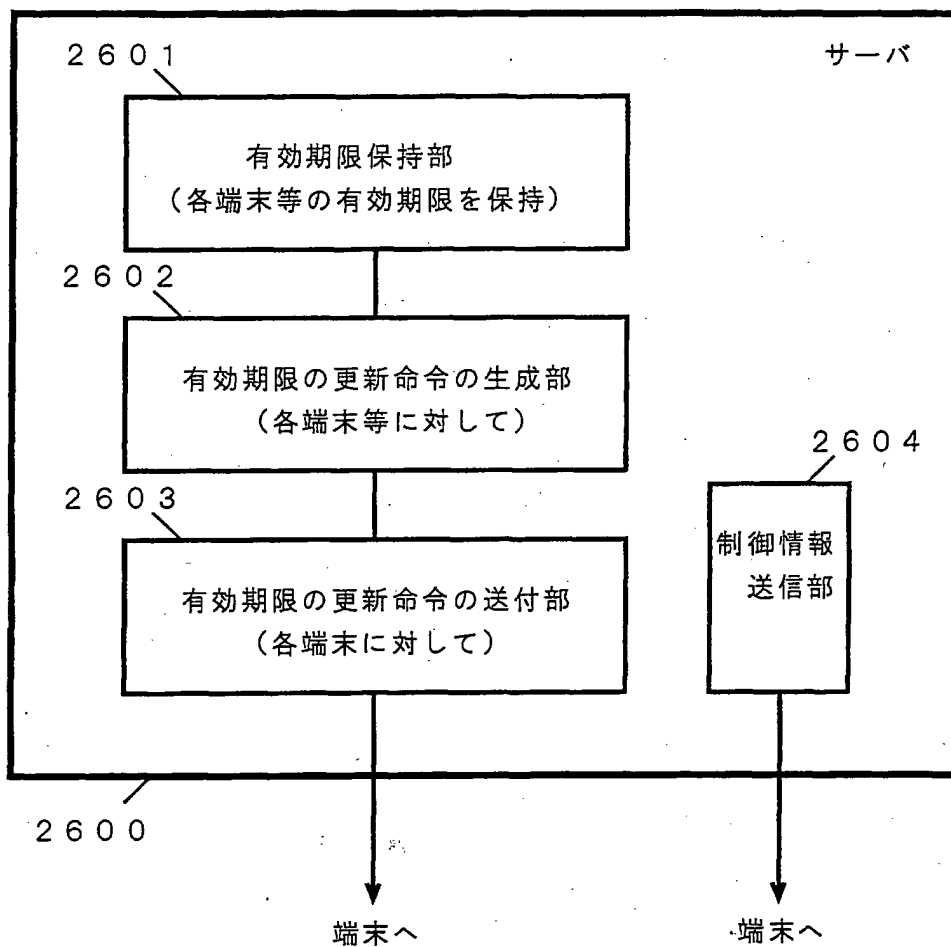 ２６０１
サーバ
有効期限保持部
（各端末等の有効期限を保持）
２６０２
有効期限の更新命令の生成部
（各端末等に対して）
２６０３
有効期限の更新命令の送付部
（各端末に対して）
２６０４
制御情報
送信部
２６００
端末へ
端末へ